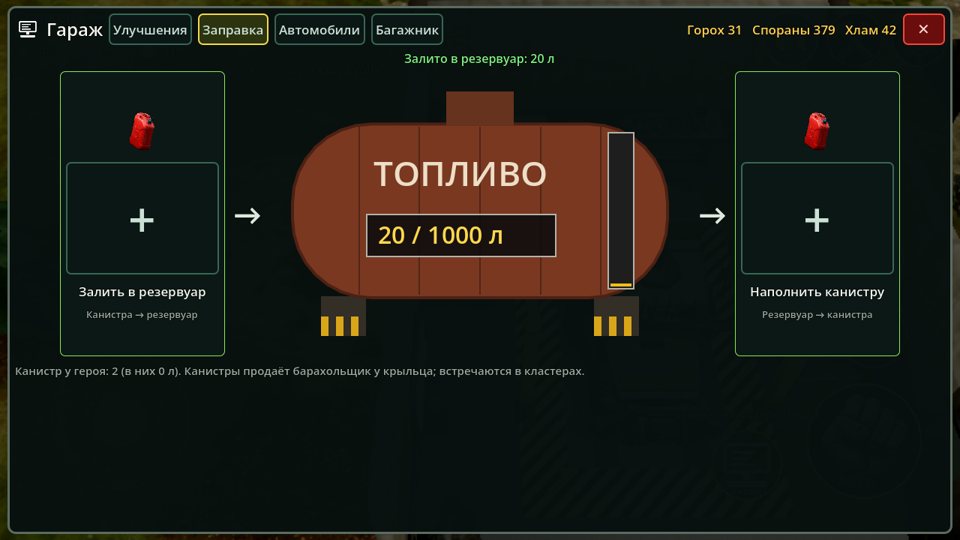 Гараж Улучшения Заправка Автомобили Багажник Горох 31 Спораны 379 Хлам 42 ×
Залито в резервуар: 20 л
ТОПЛИВО
20 / 1000 л
+
Залить в резервуар
Канистра → резервуар
→
→
+
Наполнить канистру
Резервуар → канистра
Канистр у героя: 2 (в них 0 л). Канистры продаёт барахольщик у крыльца; встречаются в кластерах.